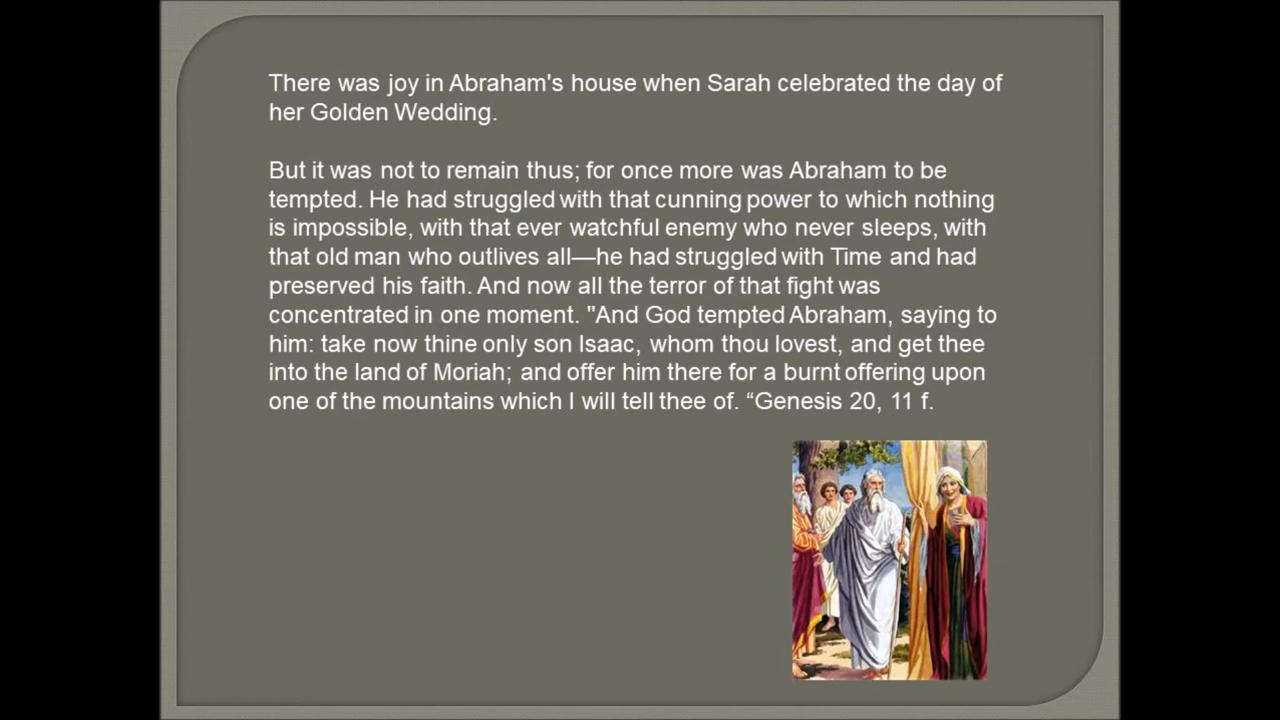 There was joy in Abraham's house when Sarah celebrated the day of
her Golden Wedding.
But it was not to remain thus; for once more was Abraham to be
tempted. He had struggled with that cunning power to which nothing
is impossible, with that ever watchful enemy who never sleeps, with
that old man who outlives all—he had struggled with Time and had
preserved his faith. And now all the terror of that fight was
concentrated in one moment. "And God tempted Abraham, saying to
him: take now thine only son Isaac, whom thou lovest, and get thee
into the land of Moriah; and offer him there for a burnt offering upon
one of the mountains which I will tell thee of. “Genesis 20, 11 f.